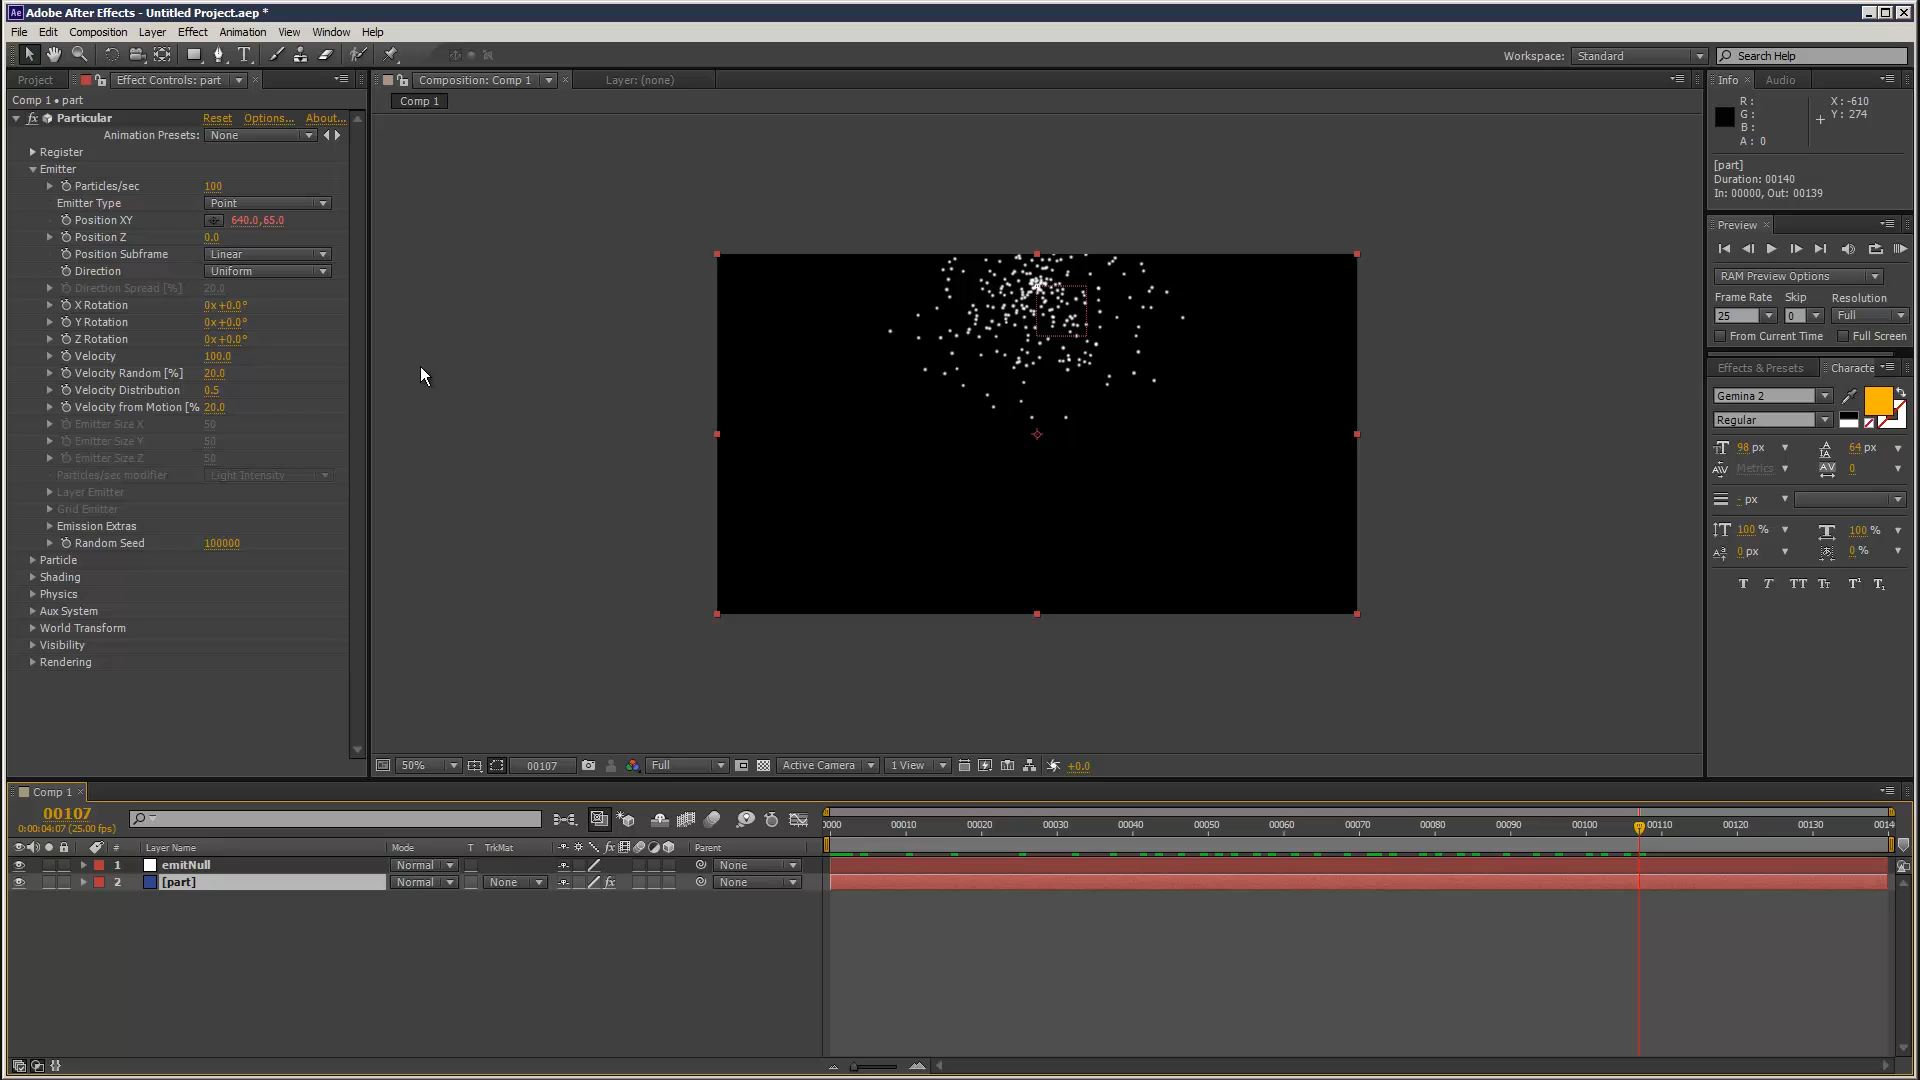 Adobe After Effects - Untitled Project.aep *
File Edit Composition Layer Effect Animation View Window Help
Workspace: Standard Search Help
Project Effect Controls: part Composition: Comp 1 Layer: (none) Info Audio
Comp 1 • part
Comp 1
Particular Reset Options... About...
Animation Presets: None
Register
Emitter
Particles/sec 100
Emitter Type Point
Position XY 640.0,65.0
Position Z 0.0
Position Subframe Linear
Direction Uniform
Direction Spread [%] 20.0
X Rotation 0x+0.0°
Y Rotation 0x+0.0°
Z Rotation 0x+0.0°
Velocity 100.0
Velocity Random [%] 20.0
Velocity Distribution 0.5
Velocity from Motion [% 20.0
Emitter Size X 50
Emitter Size Y 50
Emitter Size Z 50
Particles/sec modifier Light Intensity
Layer Emitter
Grid Emitter
Emission Extras
Random Seed 100000
Particle
Shading
Physics
Aux System
World Transform
Visibility
Rendering
R: X: -610
G: Y: 274
B:
A: 0
[part]
Duration: 00140
In: 00000, Out: 00139
Preview
RAM Preview Options
Frame Rate Skip Resolution
25 0 Full
From Current Time Full Screen
Effects & Presets Characte
Gemina 2
Regular
98 px 64 px
Metrics 0
- px
100 % 100 %
0 px 0 %
T T TT Tt T¹ T₁
50% 00107 Full Active Camera 1 View +0.0
Comp 1
00107
0:00:04:07 (25.00 fps)
0000 00010 00020 00030 00040 00050 00060 00070 00080 00090 00100 00110 00120 00130 0014
# Layer Name Mode T TrkMat fx Parent
1 emitNull Normal None
2 [part] Normal None fx None